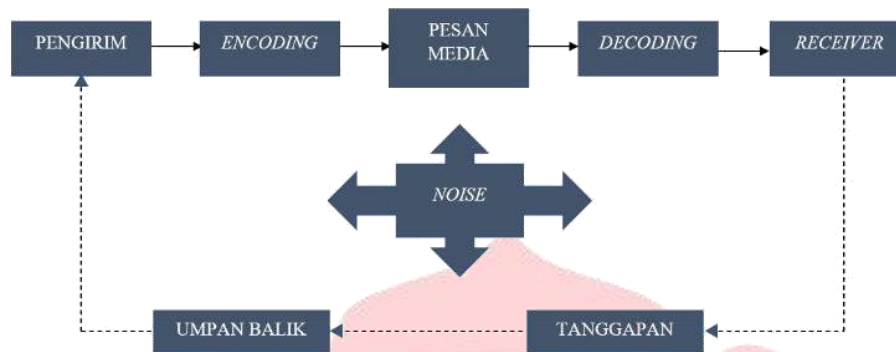 PENGIRIM
ENCODING
PESAN
MEDIA
DECODING
RECEIVER
NOISE
UMPAN BALIK
TANGGAPAN